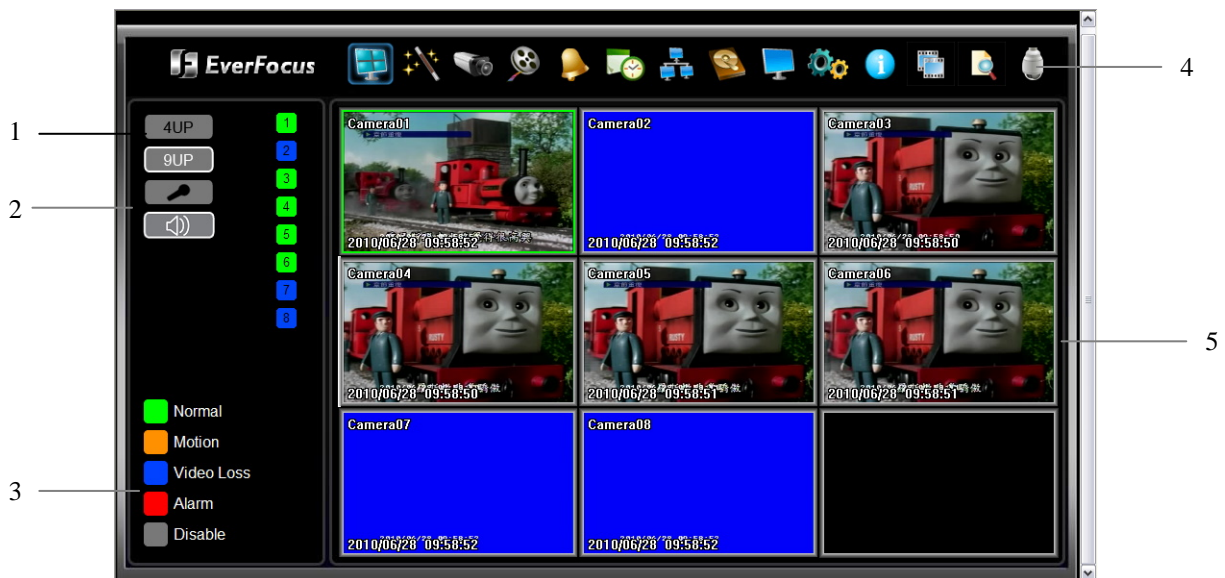 EverFocus
4
1
4UP
1
9UP
2
3
2
4
5
6
7
8
Camera01
2010/06/28 09:58:52
Camera02
2010/06/28 09:58:52
Camera03
RUSTY
2010/06/28 09:58:50
Camera04
RUSTY
2010/06/28 09:58:50
Camera05
RUSTY
2010/06/28 09:58:51
Camera06
RUSTY
2010/06/28 09:58:51
5
Camera07
2010/06/28 09:58:52
Camera08
2010/06/28 09:58:52
Normal
Motion
Video Loss
3
Alarm
Disable